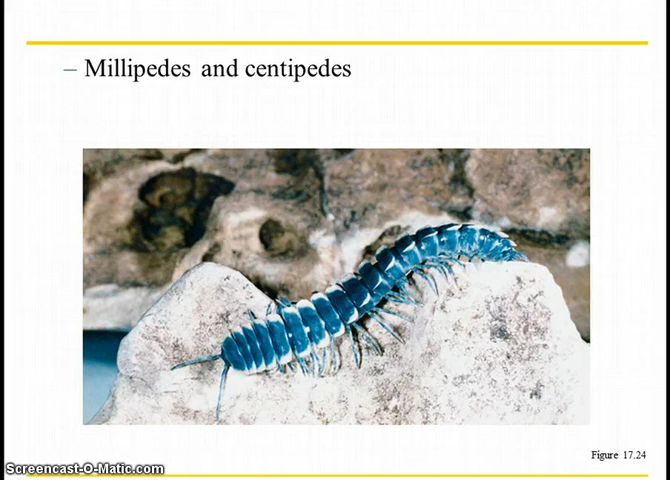 – Millipedes and centipedes
Figure 17.24
Screencast-O-Matic.com